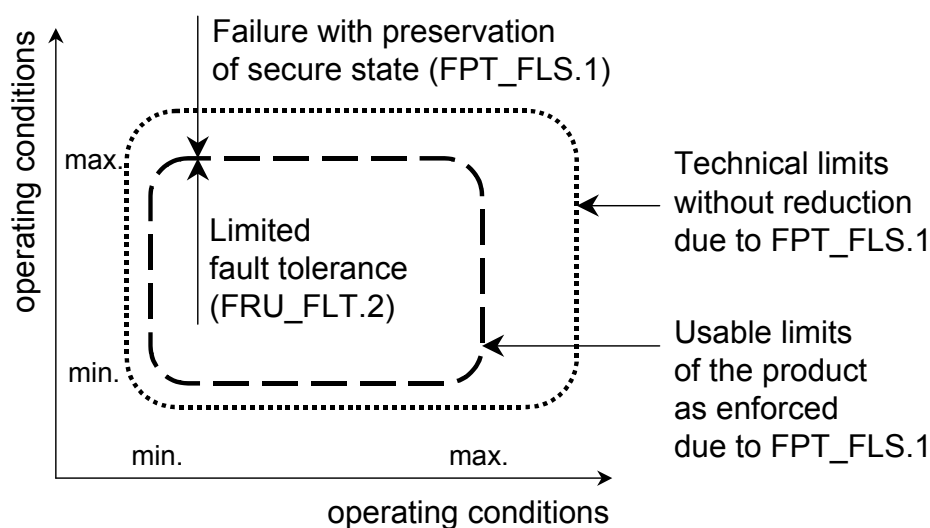 Failure with preservation
of secure state (FPT_FLS.1)
operating conditions
max.
Technical limits
without reduction
due to FPT_FLS.1
Limited
fault tolerance
(FRU_FLT.2)
Usable limits
of the product
as enforced
due to FPT_FLS.1
min.
min.
max.
operating conditions